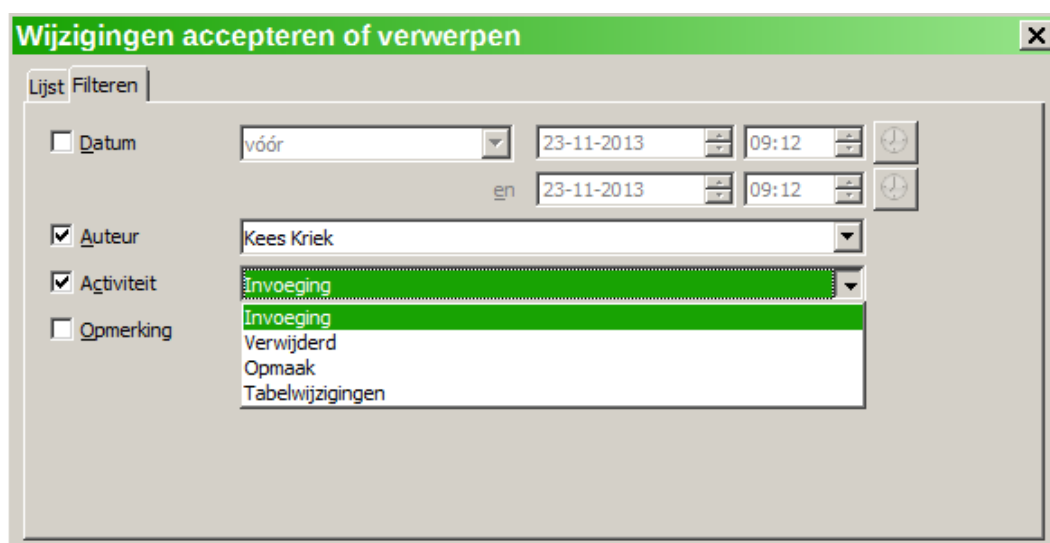 Wijzigingen accepteren of verwerpen
Lijst Filteren
Datum vóór 23-11-2013 09:12
en 23-11-2013 09:12
Auteur Kees Kriek
Activiteit Invoeging
Invoeging
Opmerking
Verwijderd
Opmaak
Tabelwijzigingen